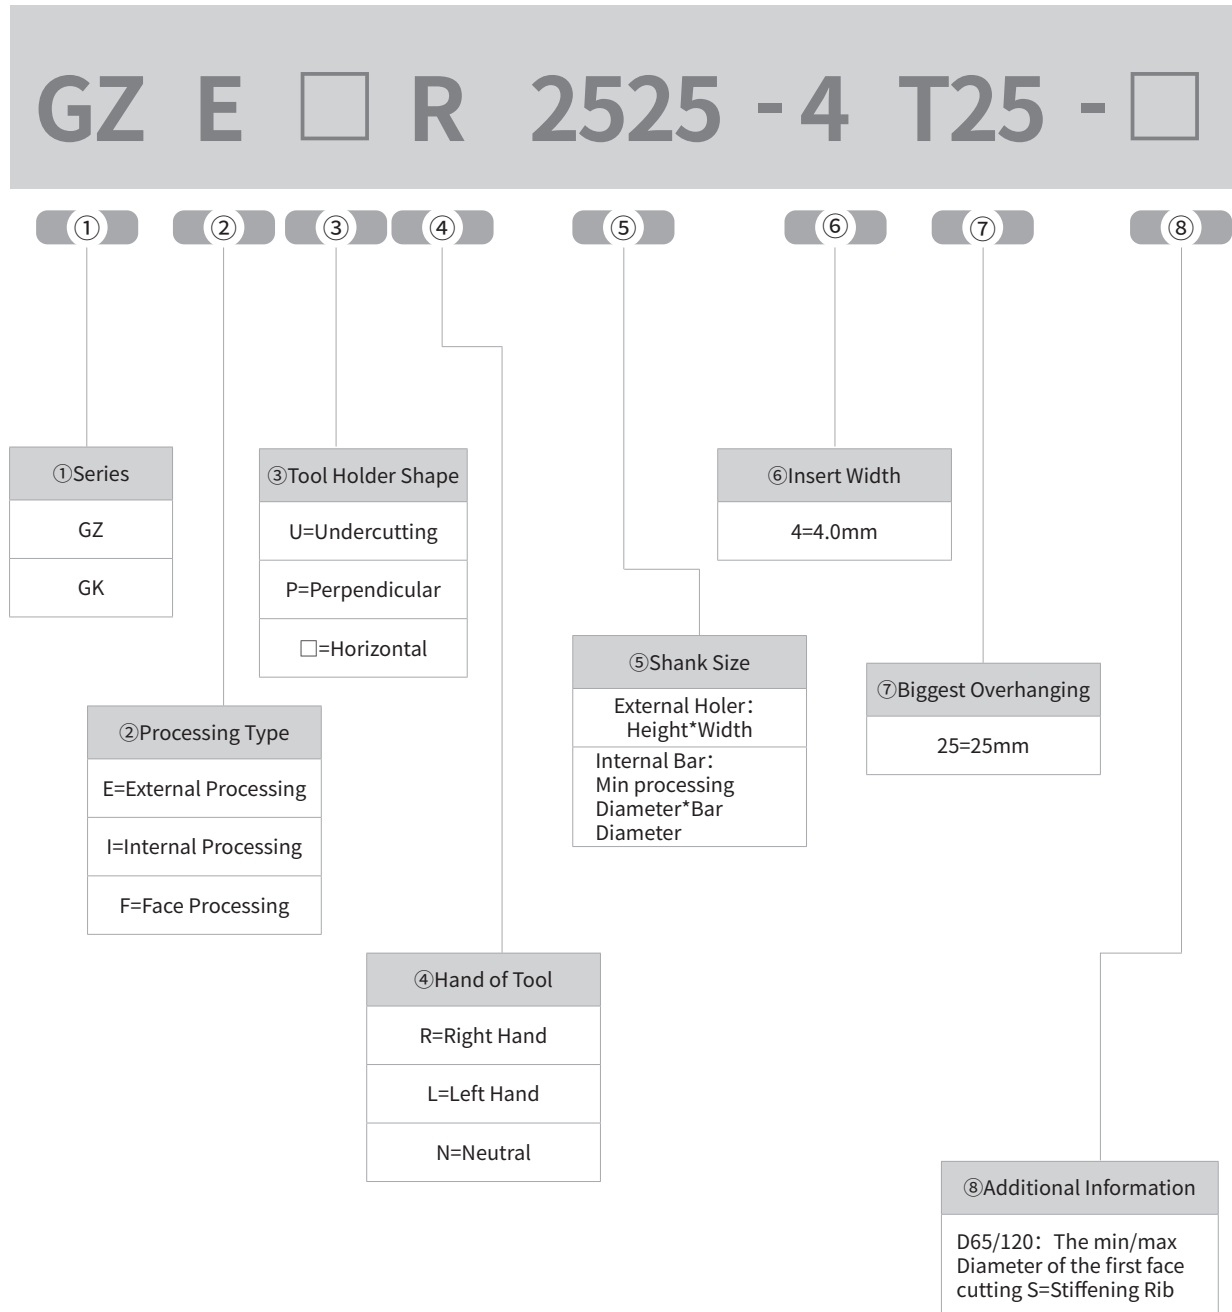 GZ E □ R 2525 - 4 T25 - □
① ② ③ ④ ⑤ ⑥ ⑦ ⑧
①Series
GZ
GK
②Processing Type
E=External Processing
I=Internal Processing
F=Face Processing
③Tool Holder Shape
U=Undercutting
P=Perpendicular
□=Horizontal
④Hand of Tool
R=Right Hand
L=Left Hand
N=Neutral
⑤Shank Size
External Holer：
Height*Width
Internal Bar：
Min processing
Diameter*Bar
Diameter
⑥Insert Width
4=4.0mm
⑦Biggest Overhanging
25=25mm
⑧Additional Information
D65/120：The min/max
Diameter of the first face
cutting S=Stiffening Rib